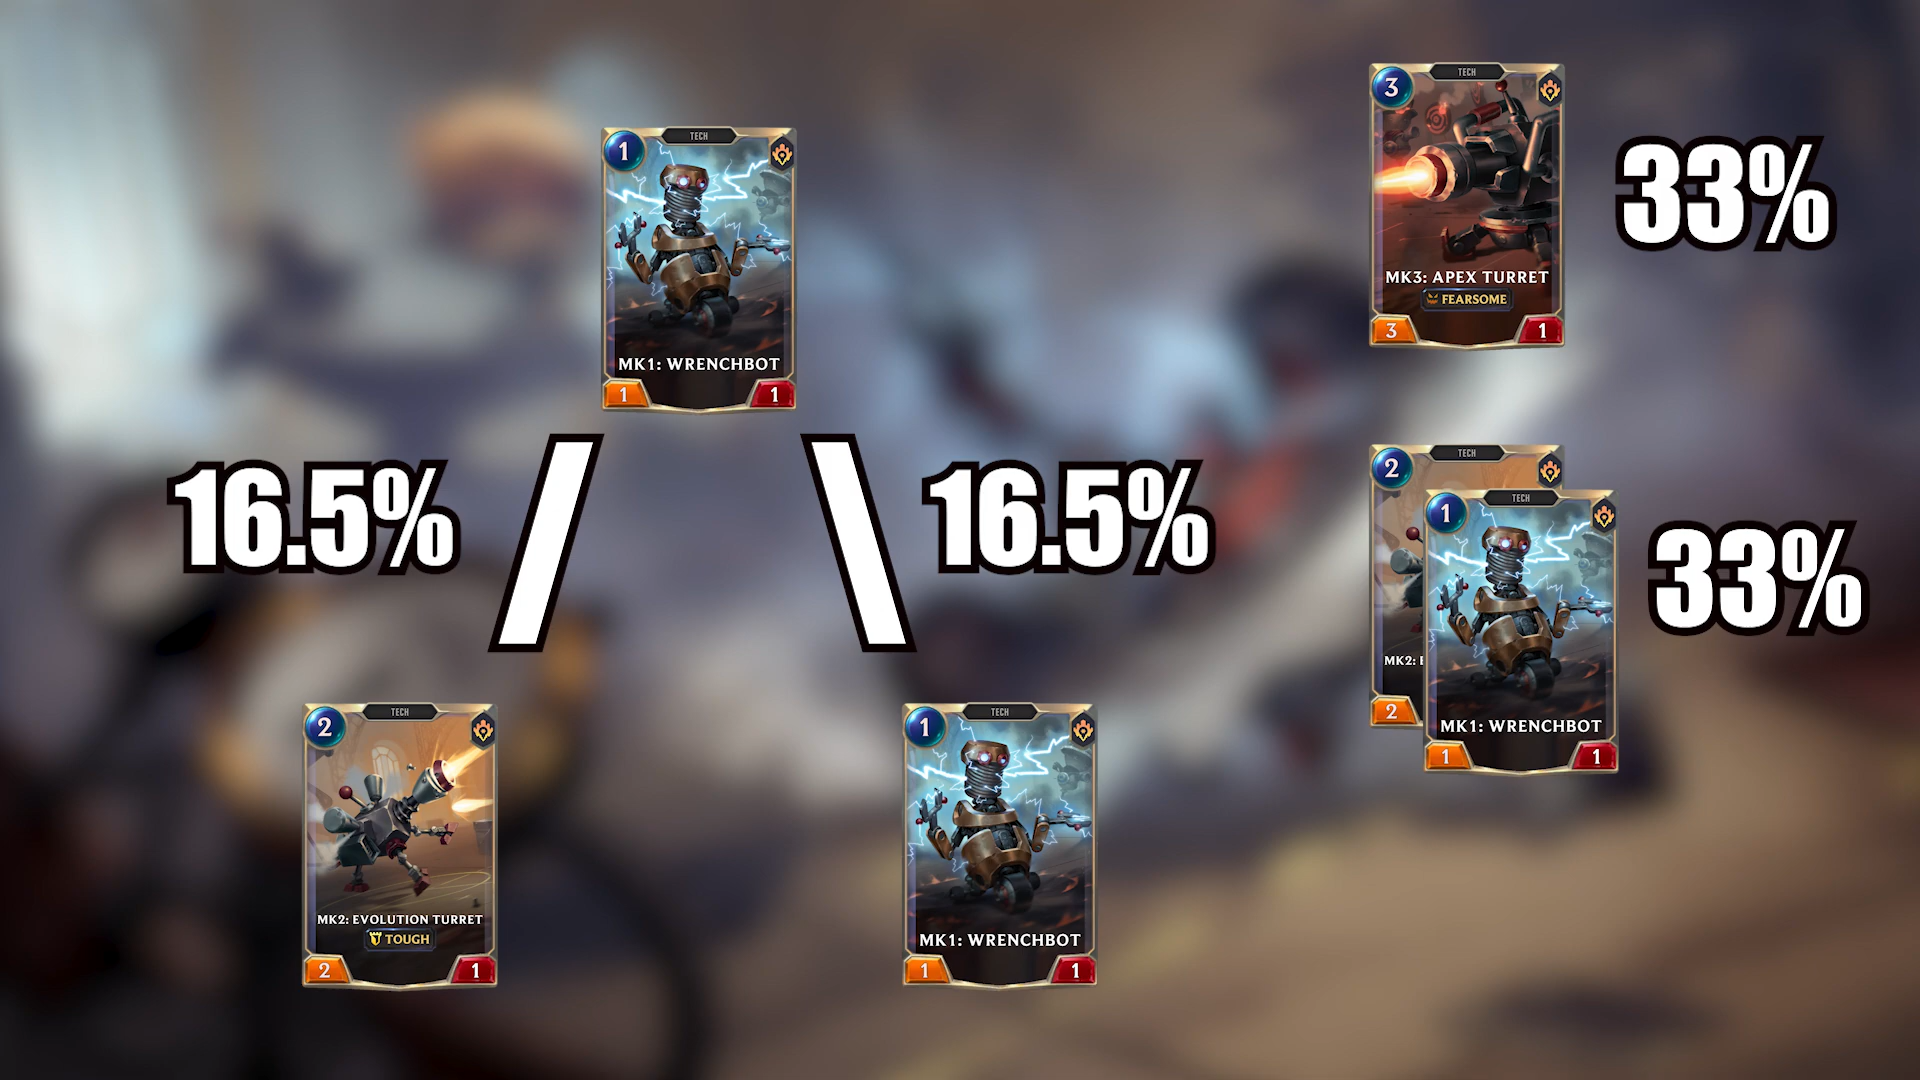 TECH
1
MK1: WRENCHBOT
1
1
16.5%
/
\
16.5%
TECH
2
MK2: EVOLUTION TURRET
TOUGH
2
1
TECH
1
MK1: WRENCHBOT
1
1
TECH
3
MK3: APEX TURRET
FEARSOME
3
1
33%
TECH
2
MK2:
2
TECH
1
MK1: WRENCHBOT
1
1
33%